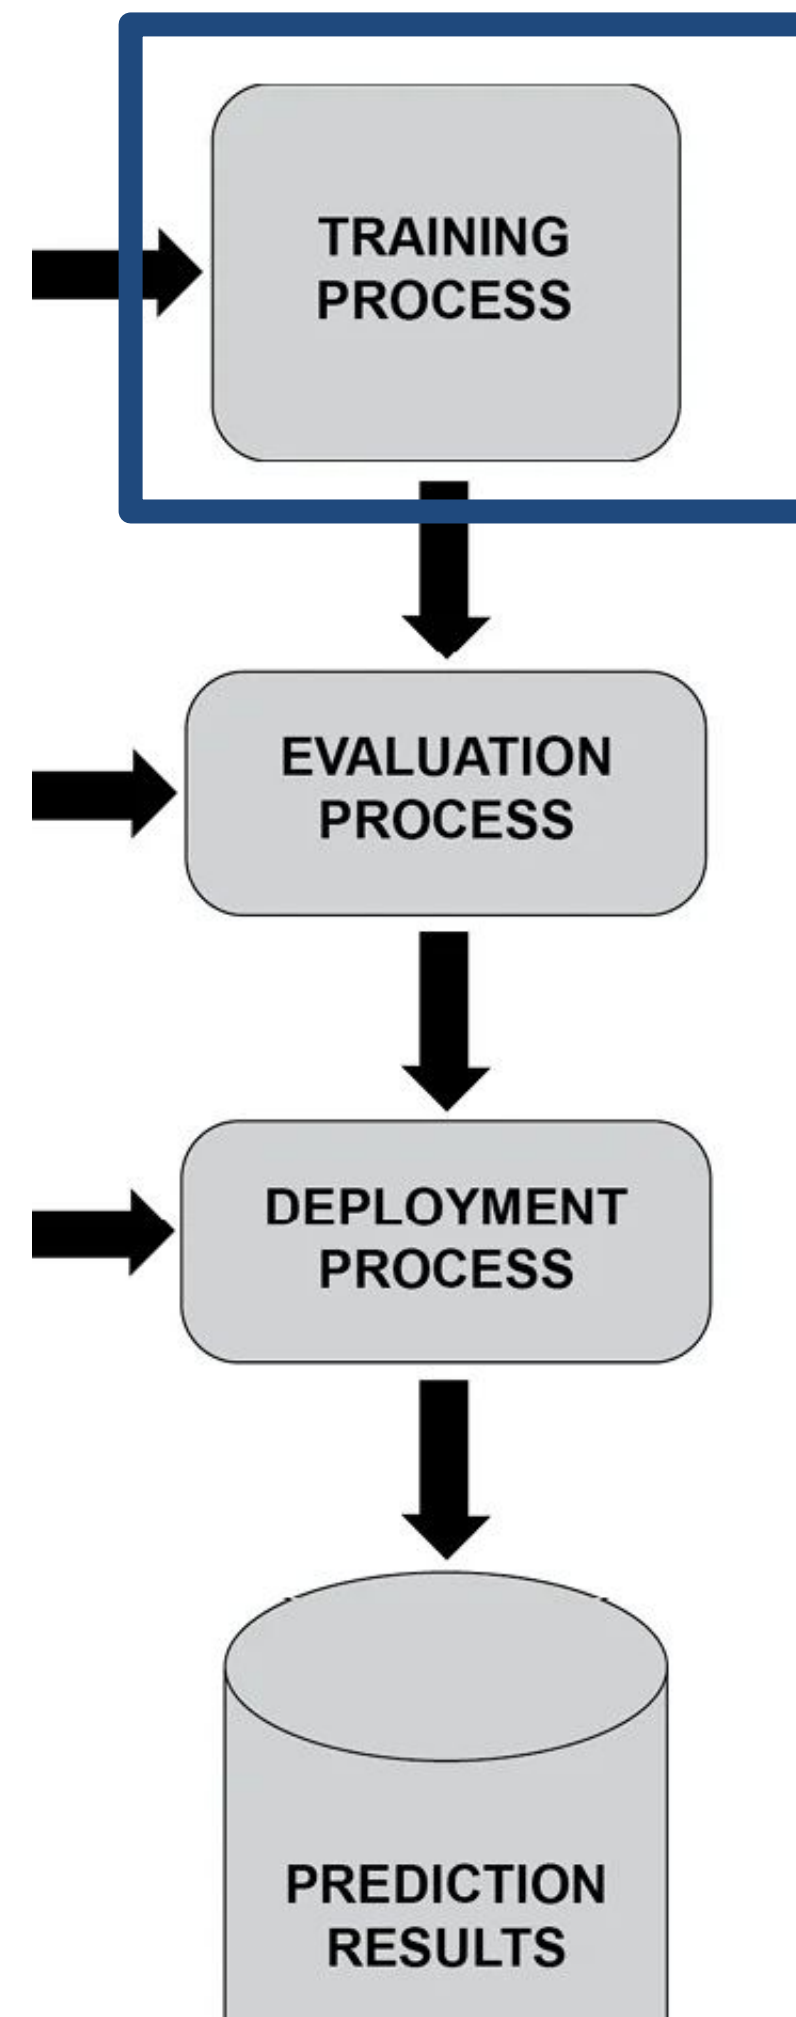 TRAINING
PROCESS
EVALUATION
PROCESS
DEPLOYMENT
PROCESS
PREDICTION
RESULTS